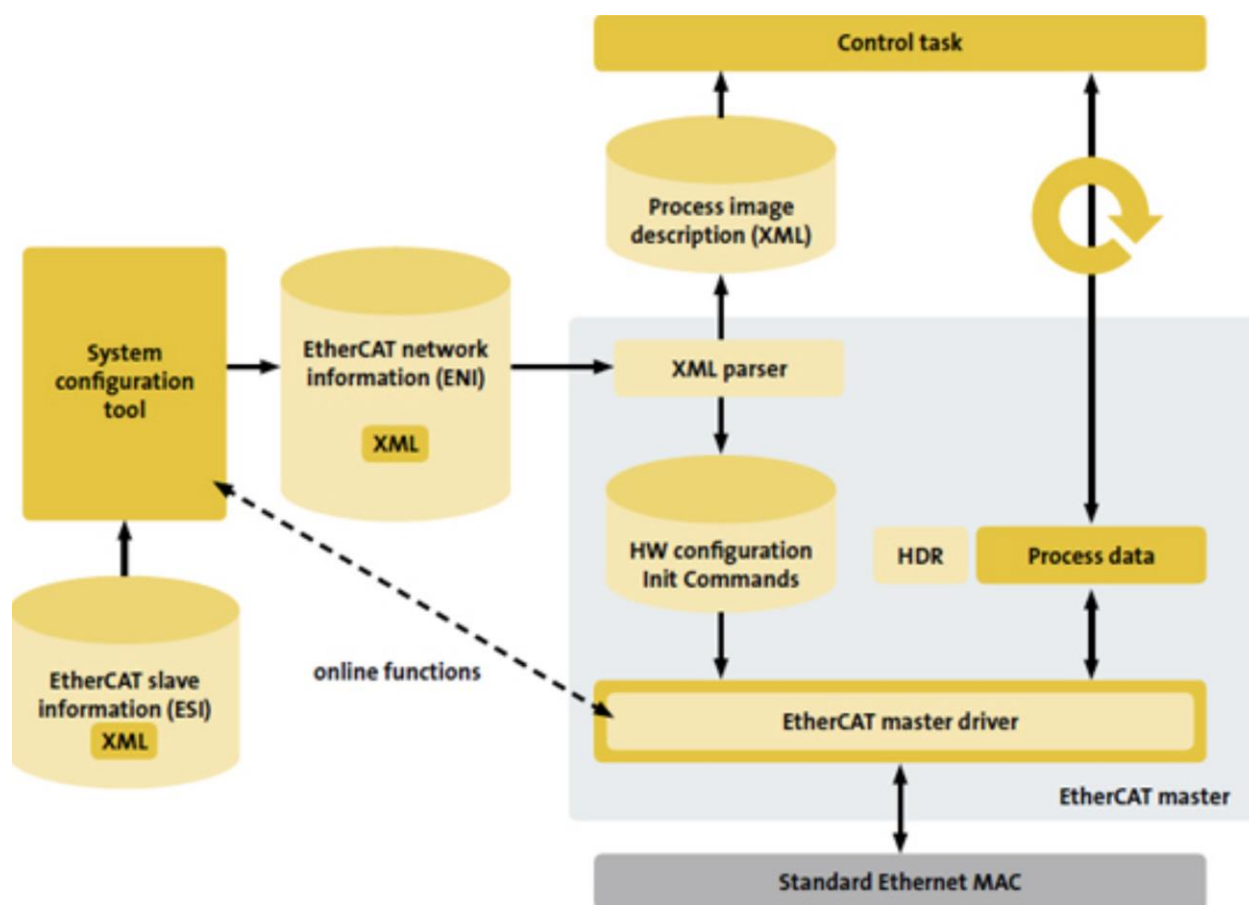 Control task
Process image
description (XML)
System
configuration
tool
EtherCAT network
information (ENI)
XML
XML parser
HW configuration
Init Commands
HDR
Process data
EtherCAT slave
information (ESI)
XML
online functions
EtherCAT master driver
EtherCAT master
Standard Ethernet MAC